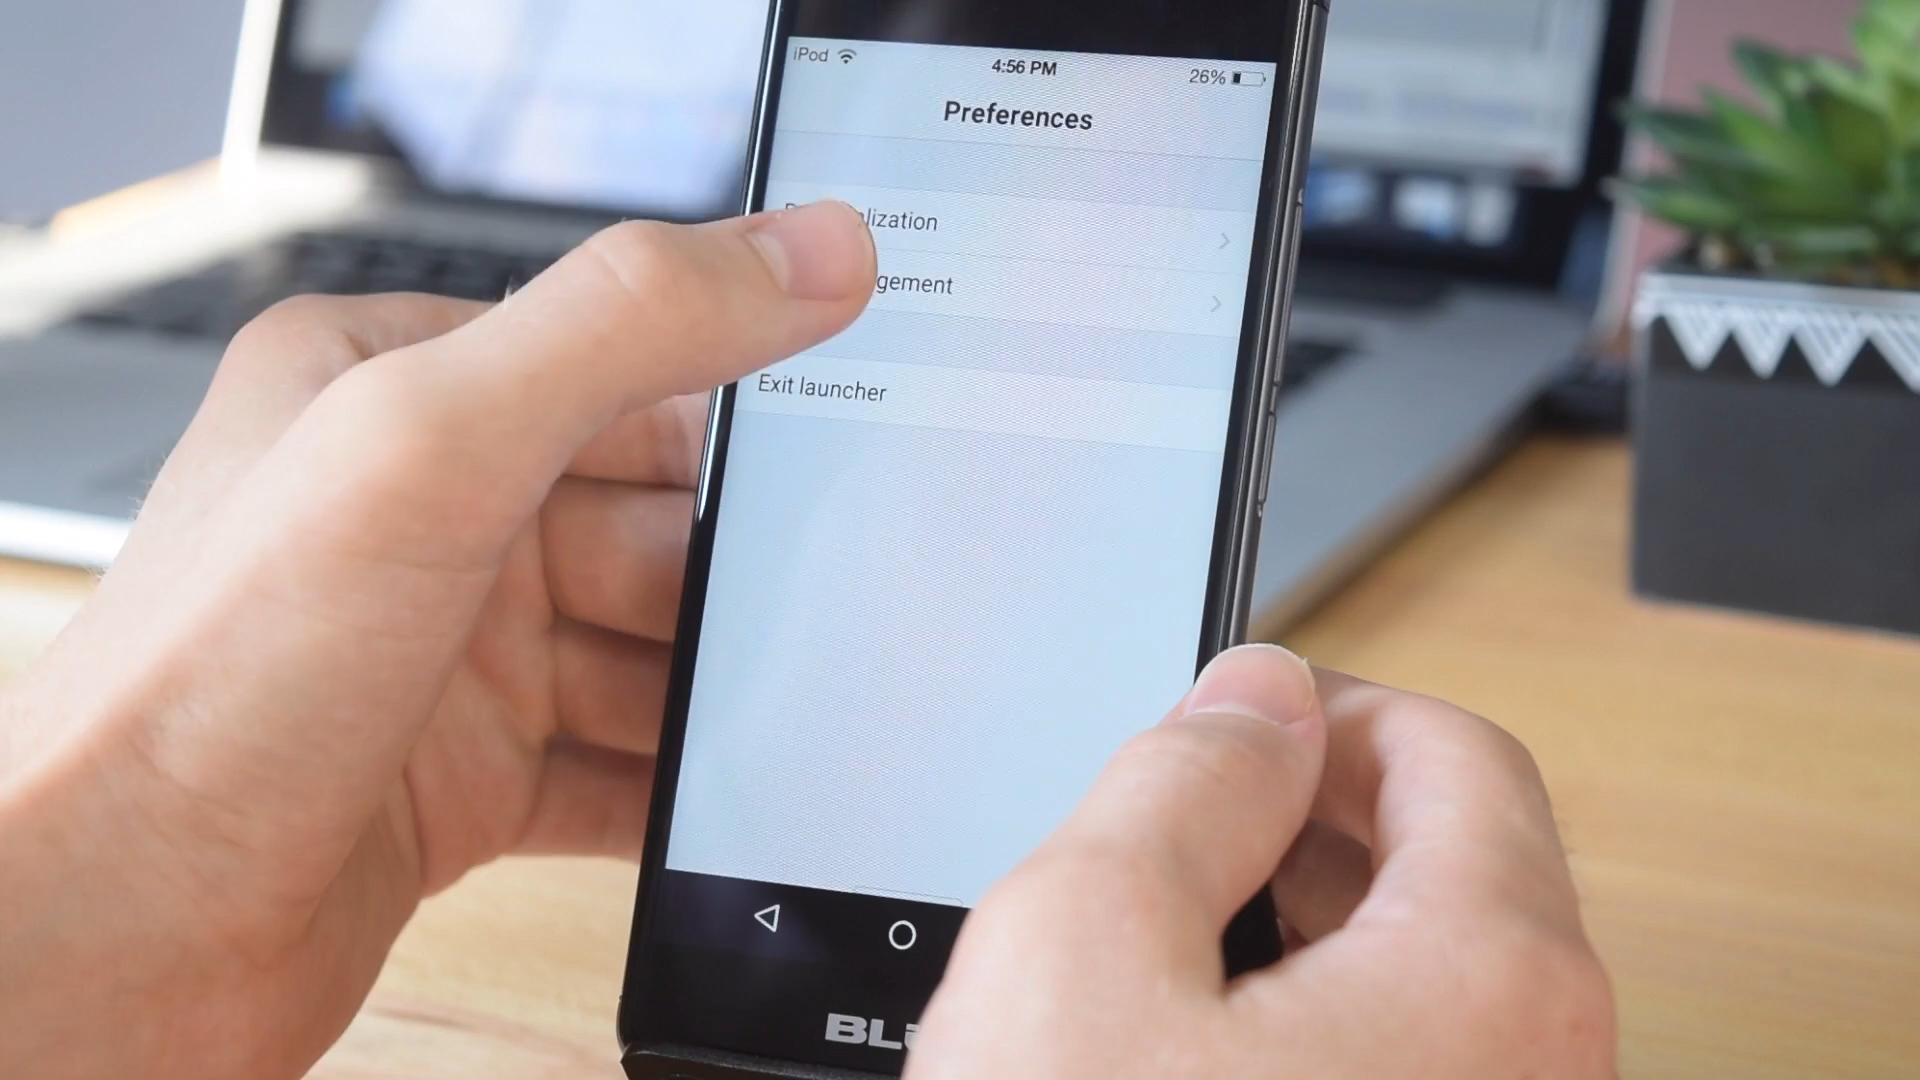 iPod 4:56 PM 26%
Preferences
lization
gement
Exit launcher
BL